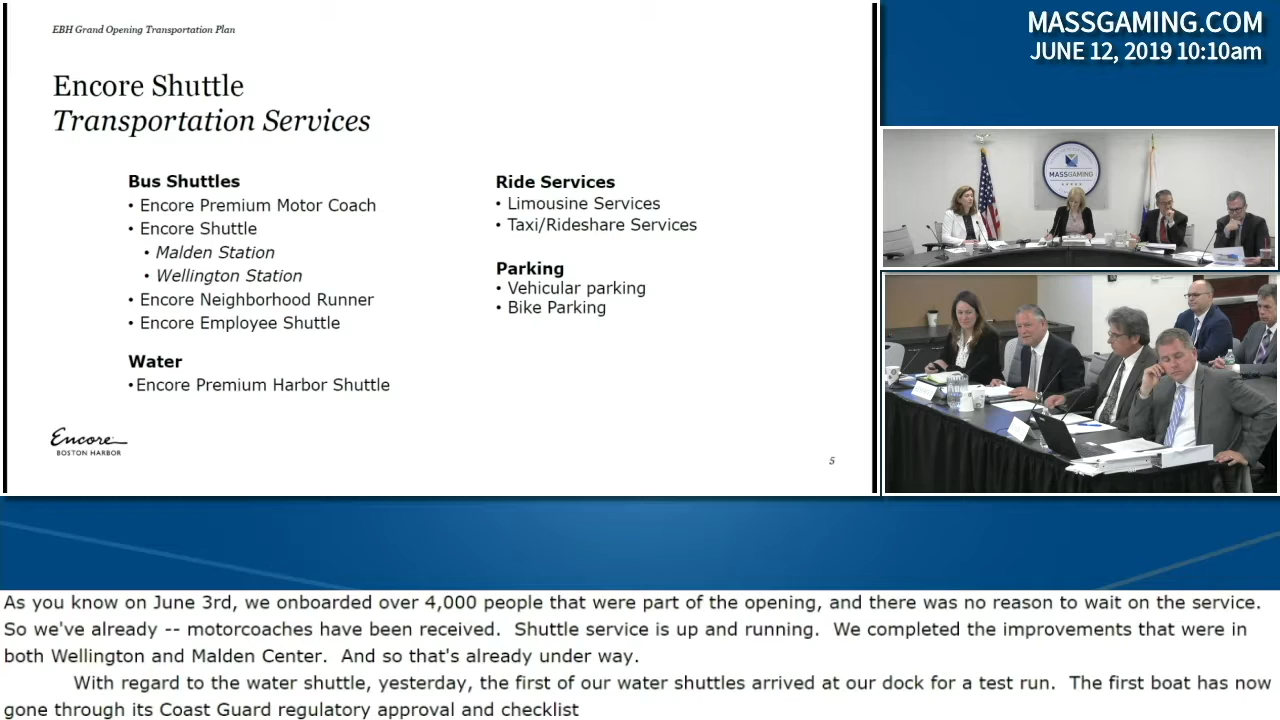 EBH Grand Opening Transportation Plan
Encore Shuttle
Transportation Services
Bus Shuttles
• Encore Premium Motor Coach
• Encore Shuttle
• Malden Station
• Wellington Station
• Encore Neighborhood Runner
• Encore Employee Shuttle
Water
•Encore Premium Harbor Shuttle
Ride Services
• Limousine Services
• Taxi/Rideshare Services
Parking
• Vehicular parking
• Bike Parking
Encore
BOSTON HARBOR
5
MASSGAMING.COM
JUNE 12, 2019 10:10am
MASSGAMING
As you know on June 3rd, we onboarded over 4,000 people that were part of the opening, and there was no reason to wait on the service.
So we've already -- motorcoaches have been received. Shuttle service is up and running. We completed the improvements that were in
both Wellington and Malden Center. And so that's already under way.
With regard to the water shuttle, yesterday, the first of our water shuttles arrived at our dock for a test run. The first boat has now
gone through its Coast Guard regulatory approval and checklist